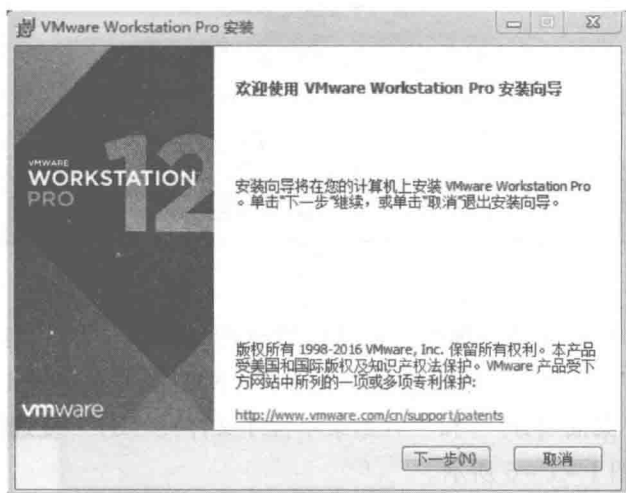 VMware Workstation Pro 安装
欢迎使用 VMware Workstation Pro 安装向导
VMWARE
WORKSTATION
PRO
12
安装向导将在您的计算机上安装 VMware Workstation Pro
。单击"下一步"继续，或单击"取消"退出安装向导。
版权所有 1998-2016 VMware, Inc. 保留所有权利。本产品
受美国和国际版权及知识产权法保护。VMware 产品受下
方网站中所列的一项或多项专利保护:
http://www.vmware.com/cn/support/patents
vmware
下一步(N)
取消